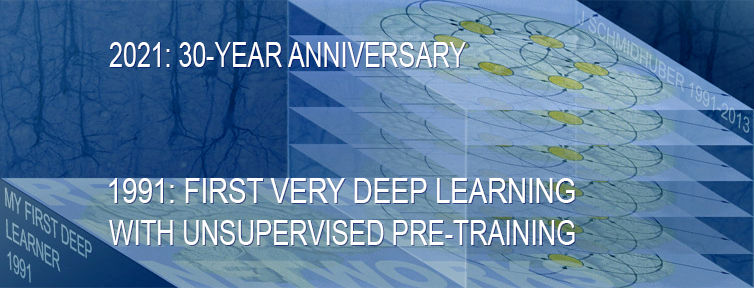 2021: 30-YEAR ANNIVERSARY
J SCHMIDHUBER 1991-2013
1991: FIRST VERY DEEP LEARNING
WITH UNSUPERVISED PRE-TRAINING
MY FIRST DEEP
LEARNER
1991
NETWORKS